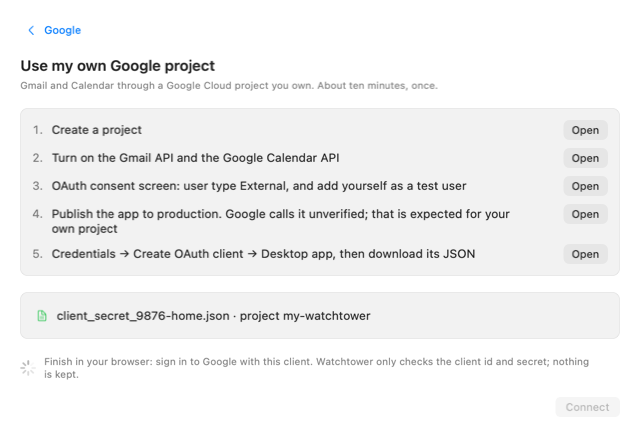 Google
Use my own Google project
Gmail and Calendar through a Google Cloud project you own. About ten minutes, once.
1. Create a project Open
2. Turn on the Gmail API and the Google Calendar API Open
3. OAuth consent screen: user type External, and add yourself as a test user Open
4. Publish the app to production. Google calls it unverified; that is expected for your Open
own project
5. Credentials → Create OAuth client → Desktop app, then download its JSON Open
client_secret_9876-home.json · project my-watchtower
Finish in your browser: sign in to Google with this client. Watchtower only checks the client id and secret; nothing
is kept.
Connect